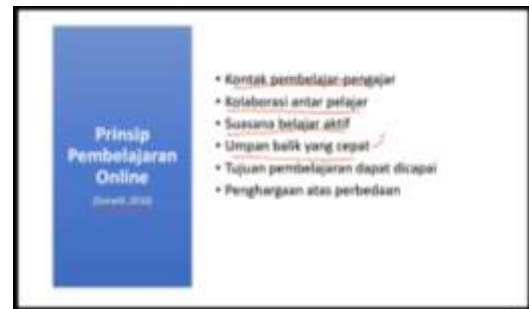 Prinsip
Pembelajaran
Online
• Kontak pembelajar-pengajar
• Kolaborasi antar pelajar
• Suasana belajar aktif
• Umpan balik yang cepat
• Tujuan pembelajaran dapat dicapai
• Penghargaan atas perbedaan